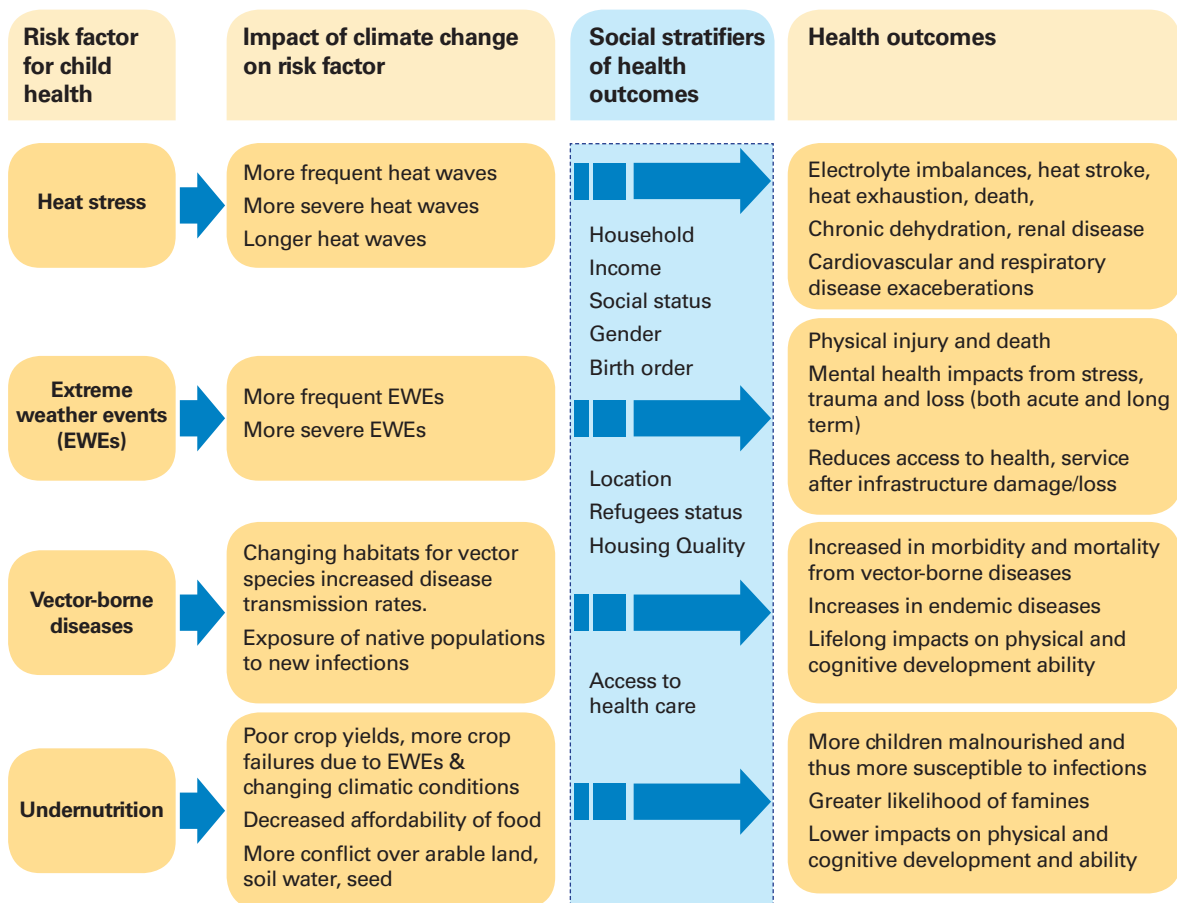 Risk factor
for child
health
Impact of climate change
on risk factor
Social stratifiers
of health
outcomes
Health outcomes
Heat stress
More frequent heat waves
More severe heat waves
Longer heat waves
Household
Income
Social status
Gender
Birth order
Electrolyte imbalances, heat stroke,
heat exhaustion, death,
Chronic dehydration, renal disease
Cardiovascular and respiratory
disease exaceberations
Extreme
weather events
(EWEs)
More frequent EWEs
More severe EWEs
Location
Refugees status
Housing Quality
Physical injury and death
Mental health impacts from stress,
trauma and loss (both acute and long
term)
Reduces access to health, service
after infrastructure damage/loss
Vector-borne
diseases
Changing habitats for vector
species increased disease
transmission rates.
Exposure of native populations
to new infections
Access to
health care
Increased in morbidity and mortality
from vector-borne diseases
Increases in endemic diseases
Lifelong impacts on physical and
cognitive development ability
Undernutrition
Poor crop yields, more crop
failures due to EWEs &
changing climatic conditions
Decreased affordability of food
More conflict over arable land,
soil water, seed
More children malnourished and
thus more susceptible to infections
Greater likelihood of famines
Lower impacts on physical and
cognitive development and ability